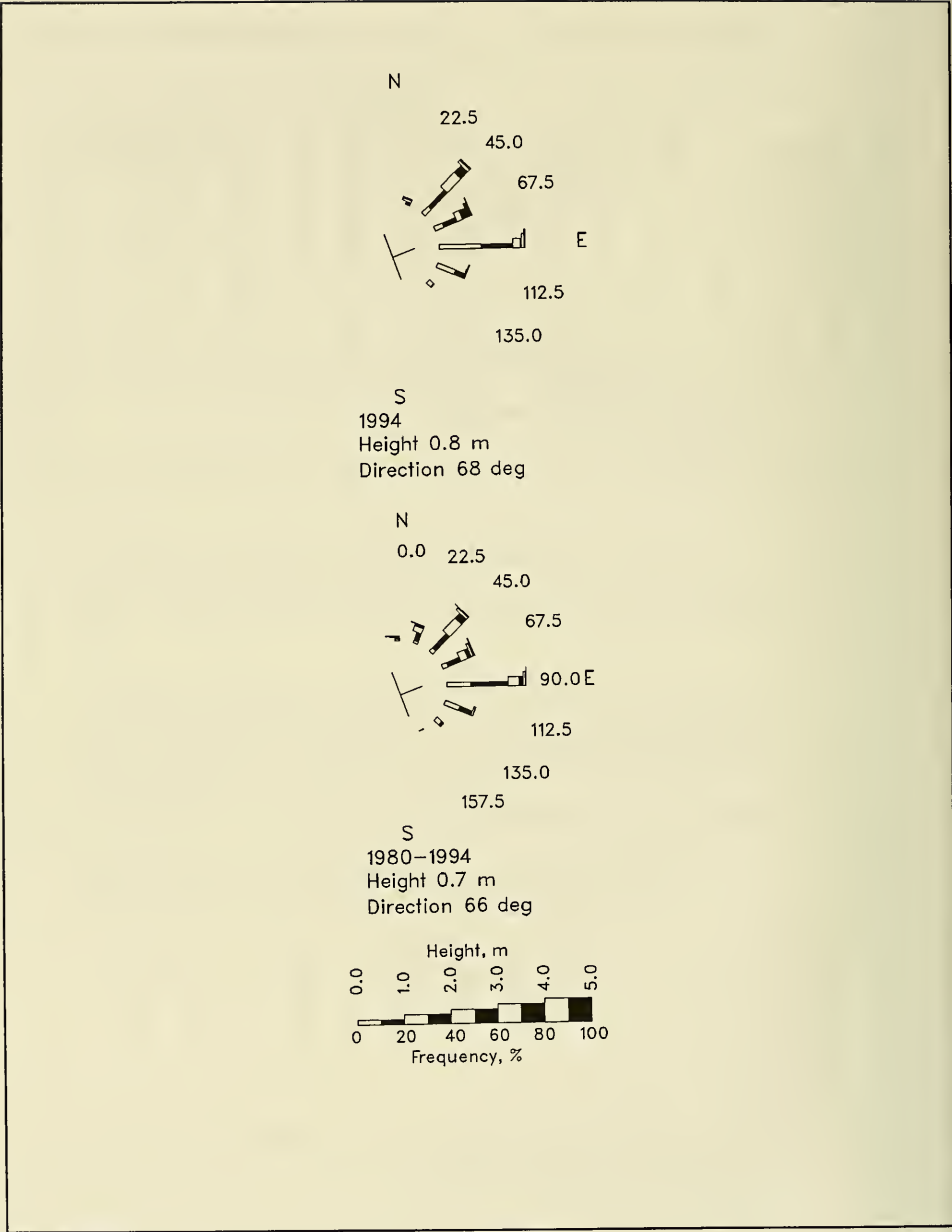 N
22.5
45.0
67.5
E
112.5
135.0
S
1994
Height 0.8 m
Direction 68 deg
N
0.0 22.5
45.0
67.5
90.0 E
112.5
135.0
157.5
S
1980-1994
Height 0.7 m
Direction 66 deg
Height, m
0.0 1.0 2.0 3.0 4.0 5.0
0 20 40 60 80 100
Frequency, %